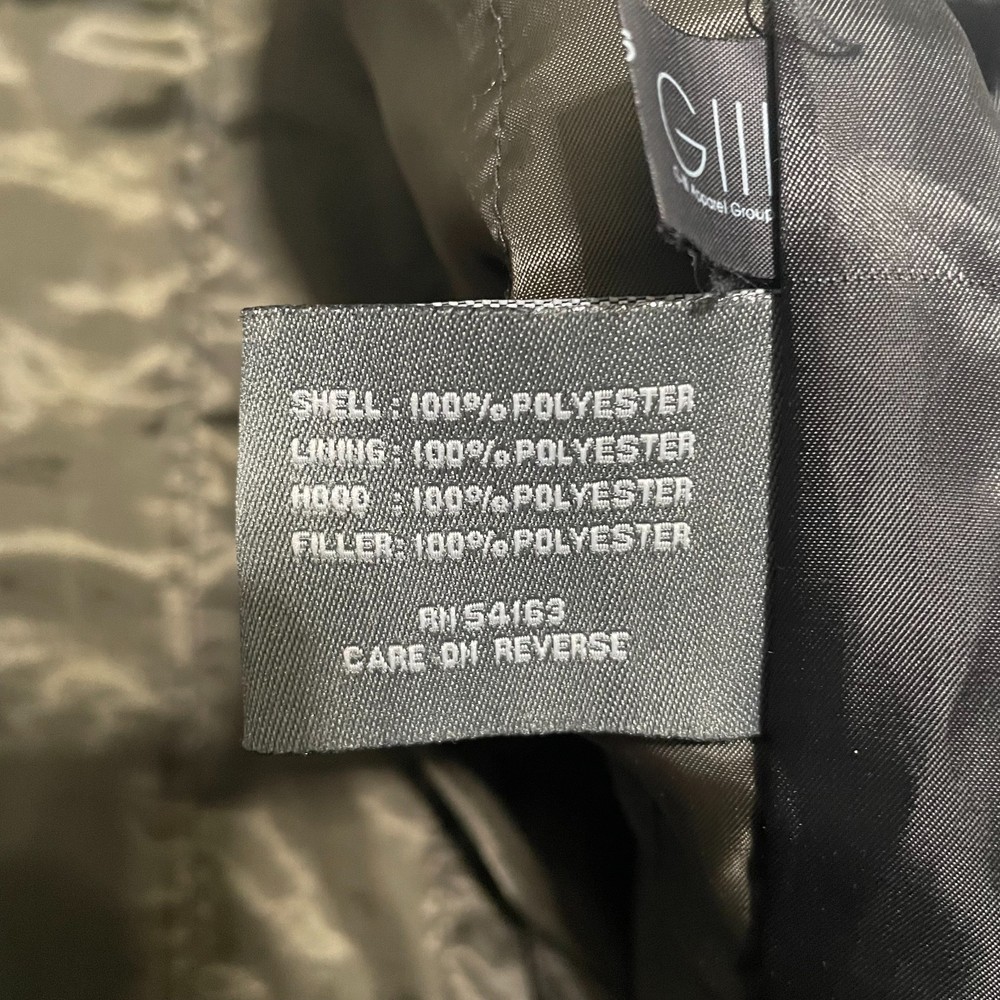 GIII
Apparel Group
SHELL : 100% POLYESTER
LINING : 100% POLYESTER
HOOD : 100% POLYESTER
FILLER: 100% POLYESTER
RN 54163
CARE ON REVERSE